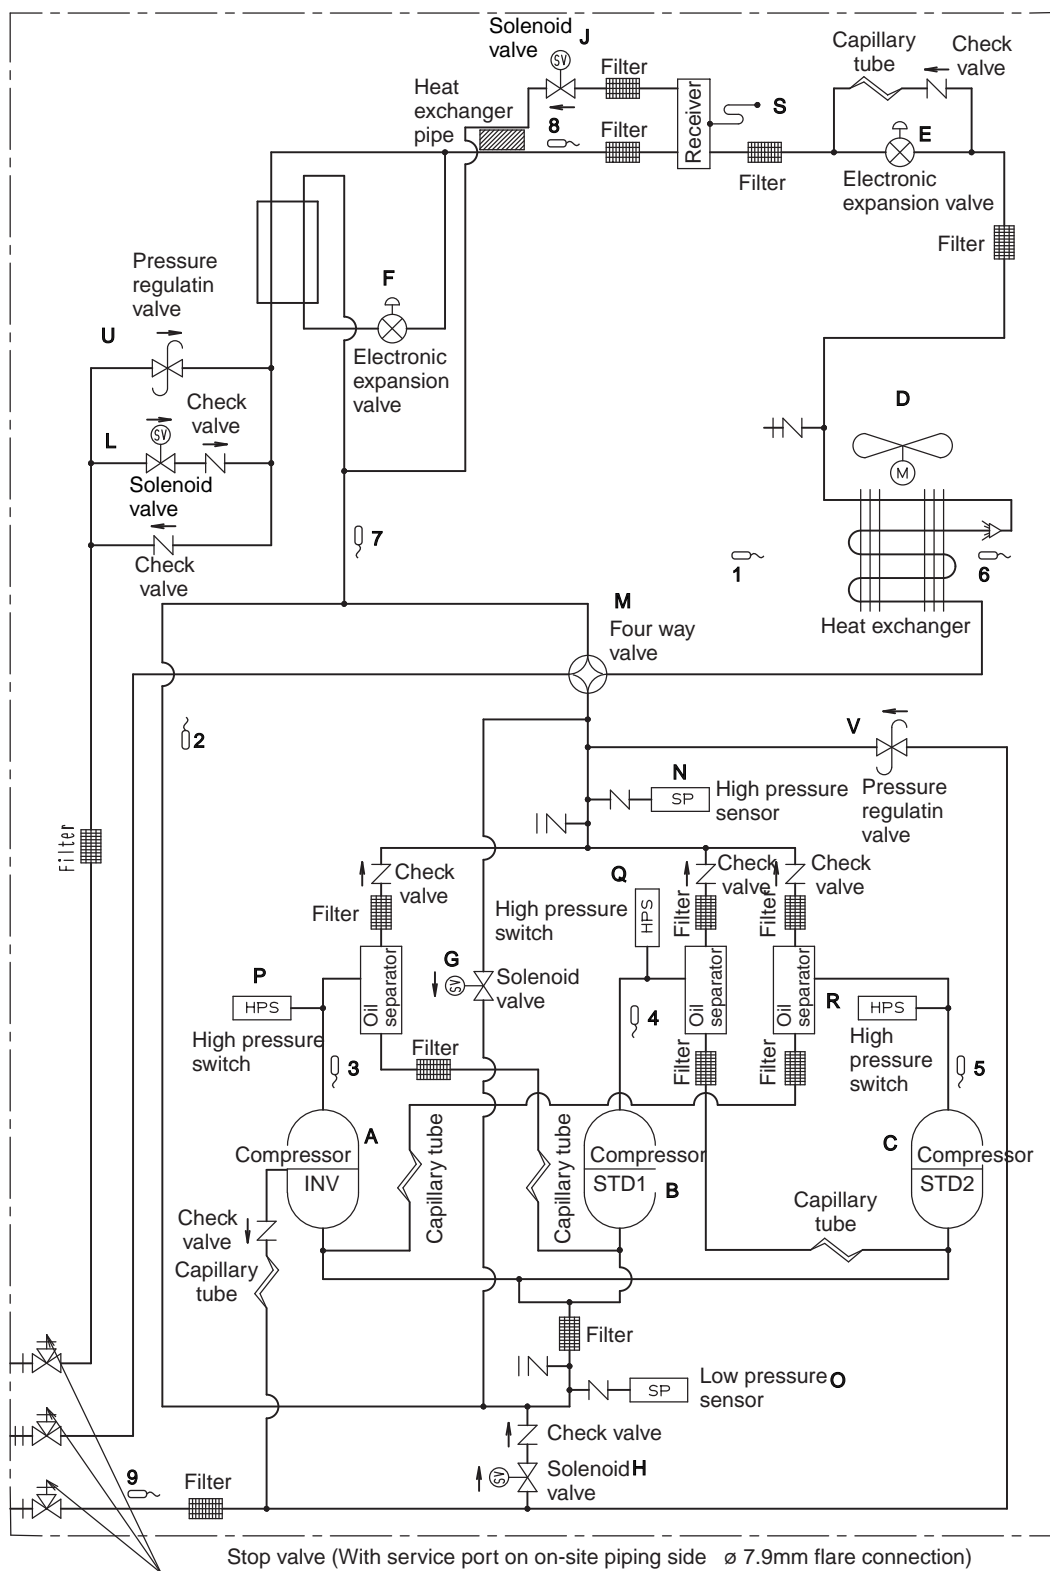 Solenoid
valve
J
SV
Filter
Capillary
tube
Check
valve
Heat
exchanger
pipe
8
Filter
Receiver
S
E
Filter
Electronic
expansion valve
Filter
Pressure
regulatin
valve
F
U
Electronic
expansion
valve
Check
valve
L
SV
Solenoid
valve
D
M
7
Check
valve
1
6
M
Four way
valve
Heat exchanger
2
V
N
SP
High pressure
sensor
Pressure
regulatin
valve
Filter
Check
valve
Check
valve
Check
valve
Q
Filter
High pressure
switch
HPS
Filter
Filter
P
HPS
High pressure
switch
Oil
separator
G
SV
Solenoid
valve
4
Oil
separator
Oil
separator
R
HPS
High
pressure
switch
3
Filter
Filter
Filter
5
A
Compressor
INV
Capillary tube
Capillary tube
Compressor
STD1
B
C
Compressor
STD2
Check
valve
Capillary
tube
Capillary
tube
Filter
Low pressure
sensor
O
SP
Check valve
9
Filter
SV
Solenoid
valve
H
Stop valve (With service port on on-site piping side ø 7.9mm flare connection)